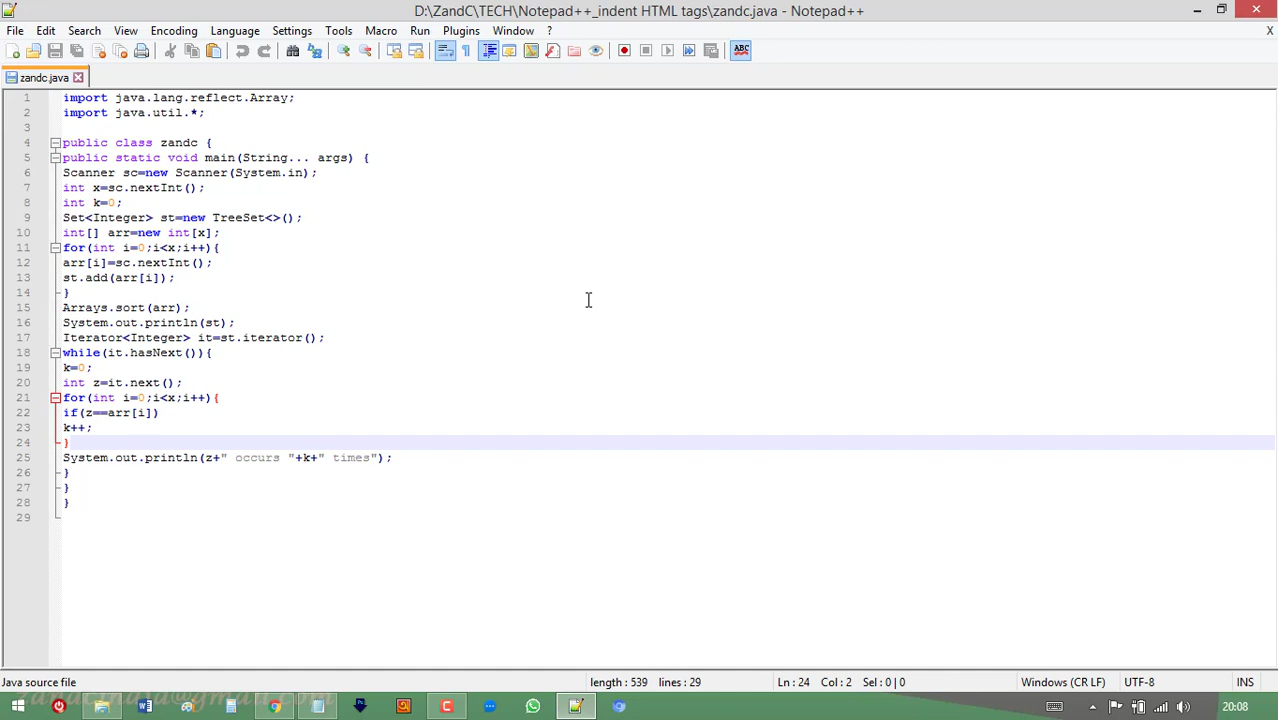 D:\ZandC\TECH\Notepad++_indent HTML tags\zandc.java - Notepad++
File Edit Search View Encoding Language Settings Tools Macro Run Plugins Window ? X
ABC
zandc.java
1 import java.lang.reflect.Array;
2 import java.util.*;
3
4 public class zandc {
5 public static void main(String... args) {
6 Scanner sc=new Scanner(System.in);
7 int x=sc.nextInt();
8 int k=0;
9 Set<Integer> st=new TreeSet<>();
10 int[] arr=new int[x];
11 for(int i=0;i<x;i++){
12 arr[i]=sc.nextInt();
13 st.add(arr[i]);
14 }
15 Arrays.sort(arr);
16 System.out.println(st);
17 Iterator<Integer> it=st.iterator();
18 while(it.hasNext()){
19 k=0;
20 int z=it.next();
21 for(int i=0;i<x;i++){
22 if(z==arr[i])
23 k++;
24 }
25 System.out.println(z+" occurs "+k+" times");
26 }
27 }
28 }
29
Java source file length : 539 lines : 29 Ln : 24 Col : 2 Sel : 0 | 0 Windows (CR LF) UTF-8 INS
20:08